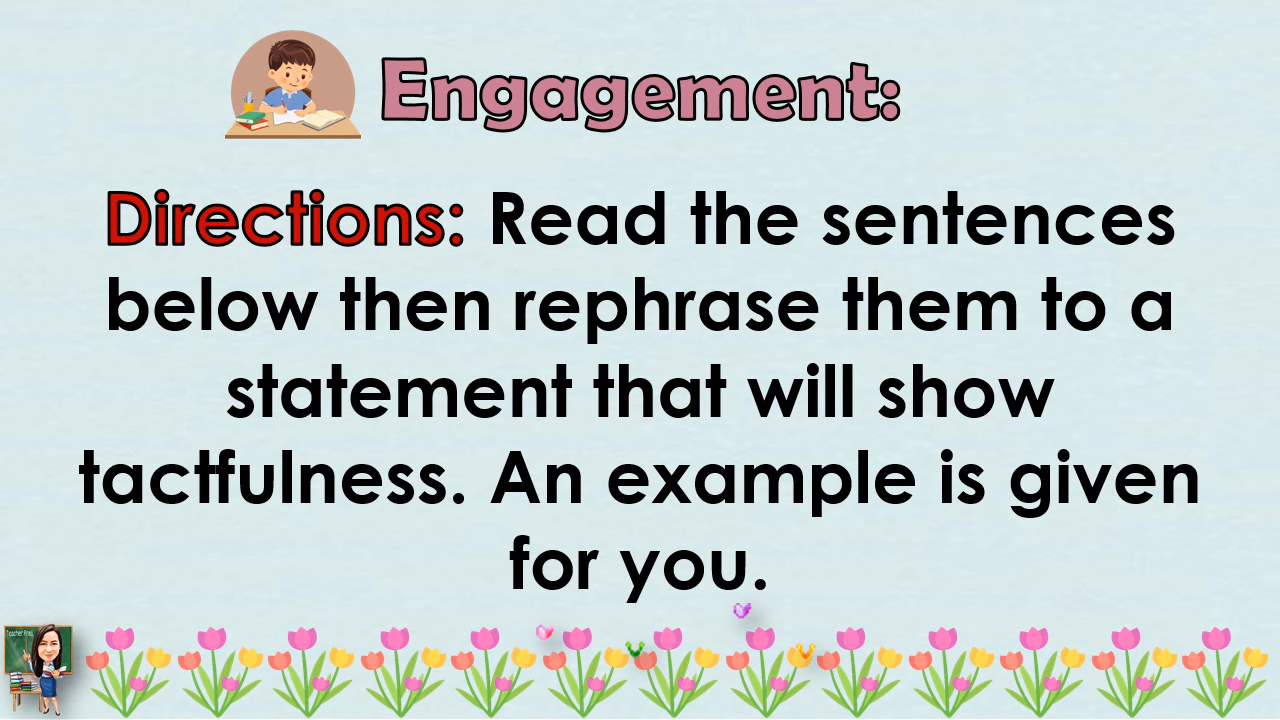 Engagement:
Directions: Read the sentences
below then rephrase them to a
statement that will show
tactfulness. An example is given
for you.